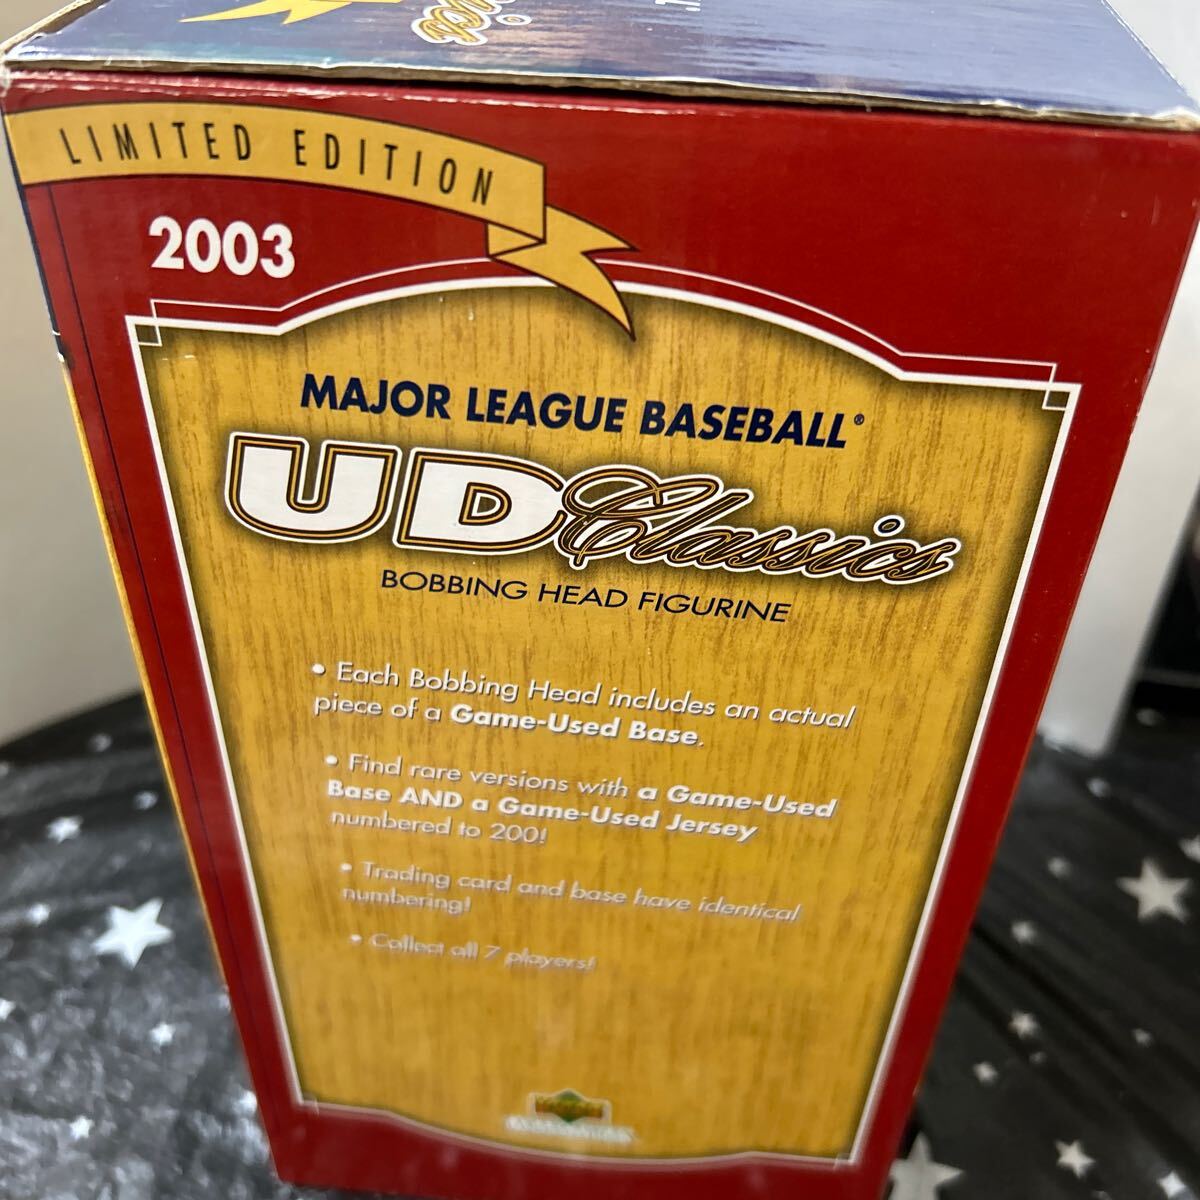 LIMITED EDITION
2003
MAJOR LEAGUE BASEBALL®
UD Classics
BOBBING HEAD FIGURINE
• Each Bobbing Head includes an actual
piece of a Game-Used Base.
• Find rare versions with a Game-Used
Base AND a Game-Used Jersey
numbered to 200!
• Trading card and base have identical
numbering!
• Collect all 7 players!